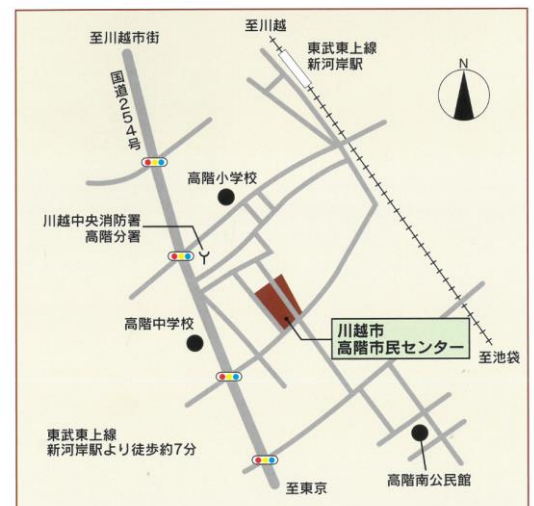 至川越
至川越市街
東武東上線
新河岸駅
N
国道254号
高階小学校
川越中央消防署
高階分署
川越市
高階市民センター
高階中学校
至池袋
東武東上線
新河岸駅より徒歩約7分
高階南公民館
至東京